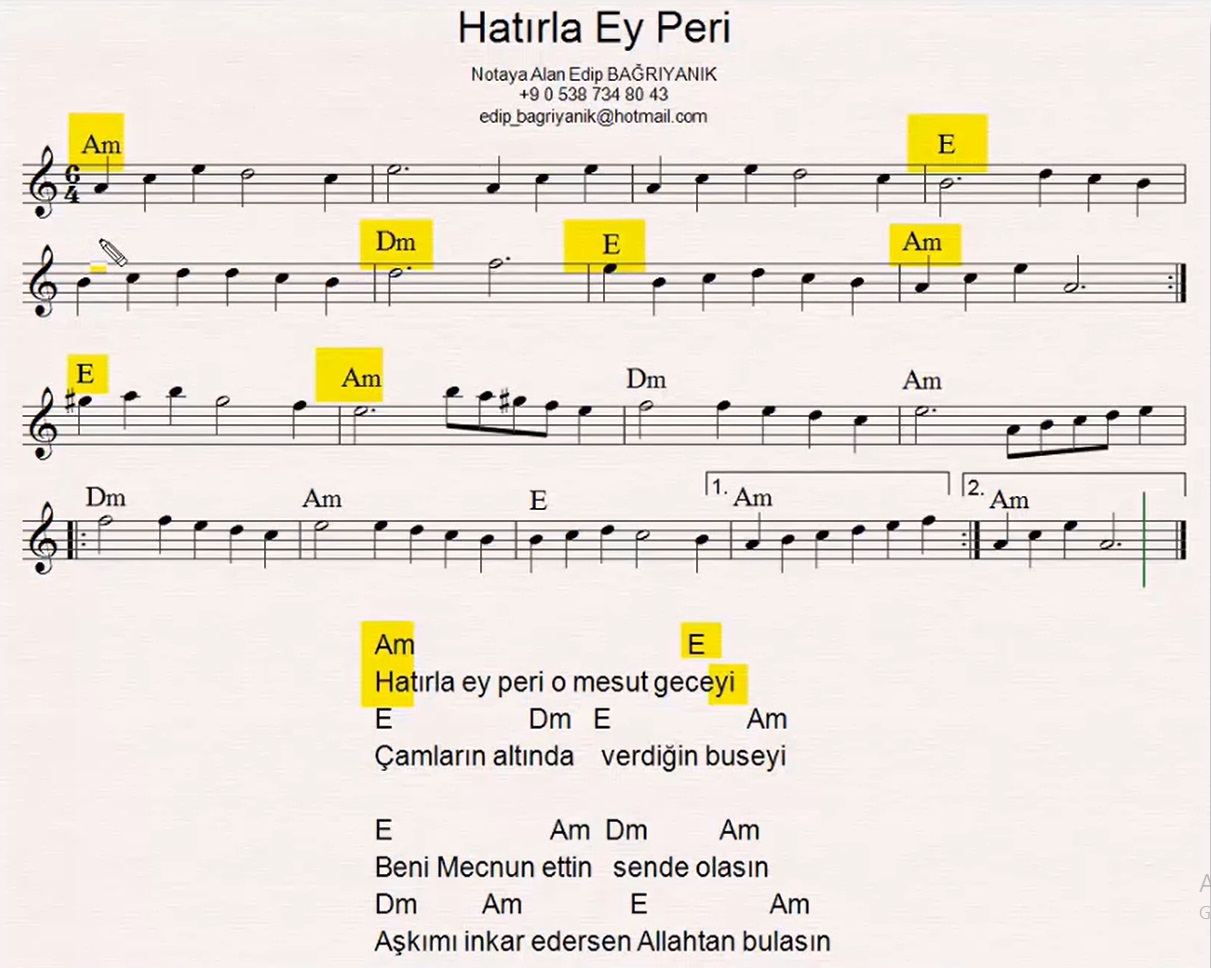 Hatırla Ey Peri
Notaya Alan Edip BAĞRIYANIK
+9 0 538 734 80 43
edip_bagriyanik@hotmail.com
Am E
6
4
Dm E Am
E Am Dm Am
Dm Am E 1. Am 2. Am
Am E
Hatırla ey peri o mesut geceyi
E Dm E Am
Çamların altında verdiğin buseyi
E Am Dm Am
Beni Mecnun ettin sende olasın
Dm Am E Am
Aşkımı inkar edersen Allahtan bulasın